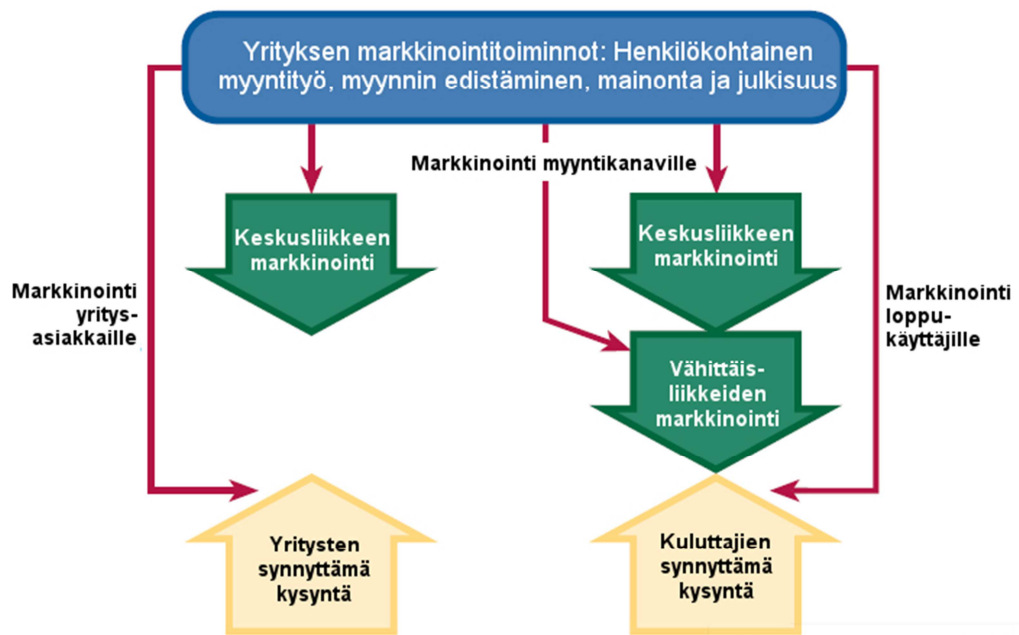 Yrityksen markkinointitoiminnot: Henkilökohtainen
myyntityö, myynnin edistäminen, mainonta ja julkisuus
Markkinointi myyntikanaville
Keskusliikkeen
markkinointi
Keskusliikkeen
markkinointi
Markkinointi
yritys-
asiakkaille
Markkinointi
loppu-
käyttäjille
Vähittäis-
liikkeiden
markkinointi
Yritysten
synnyttämä
kysyntä
Kuluttajien
synnyttämä
kysyntä